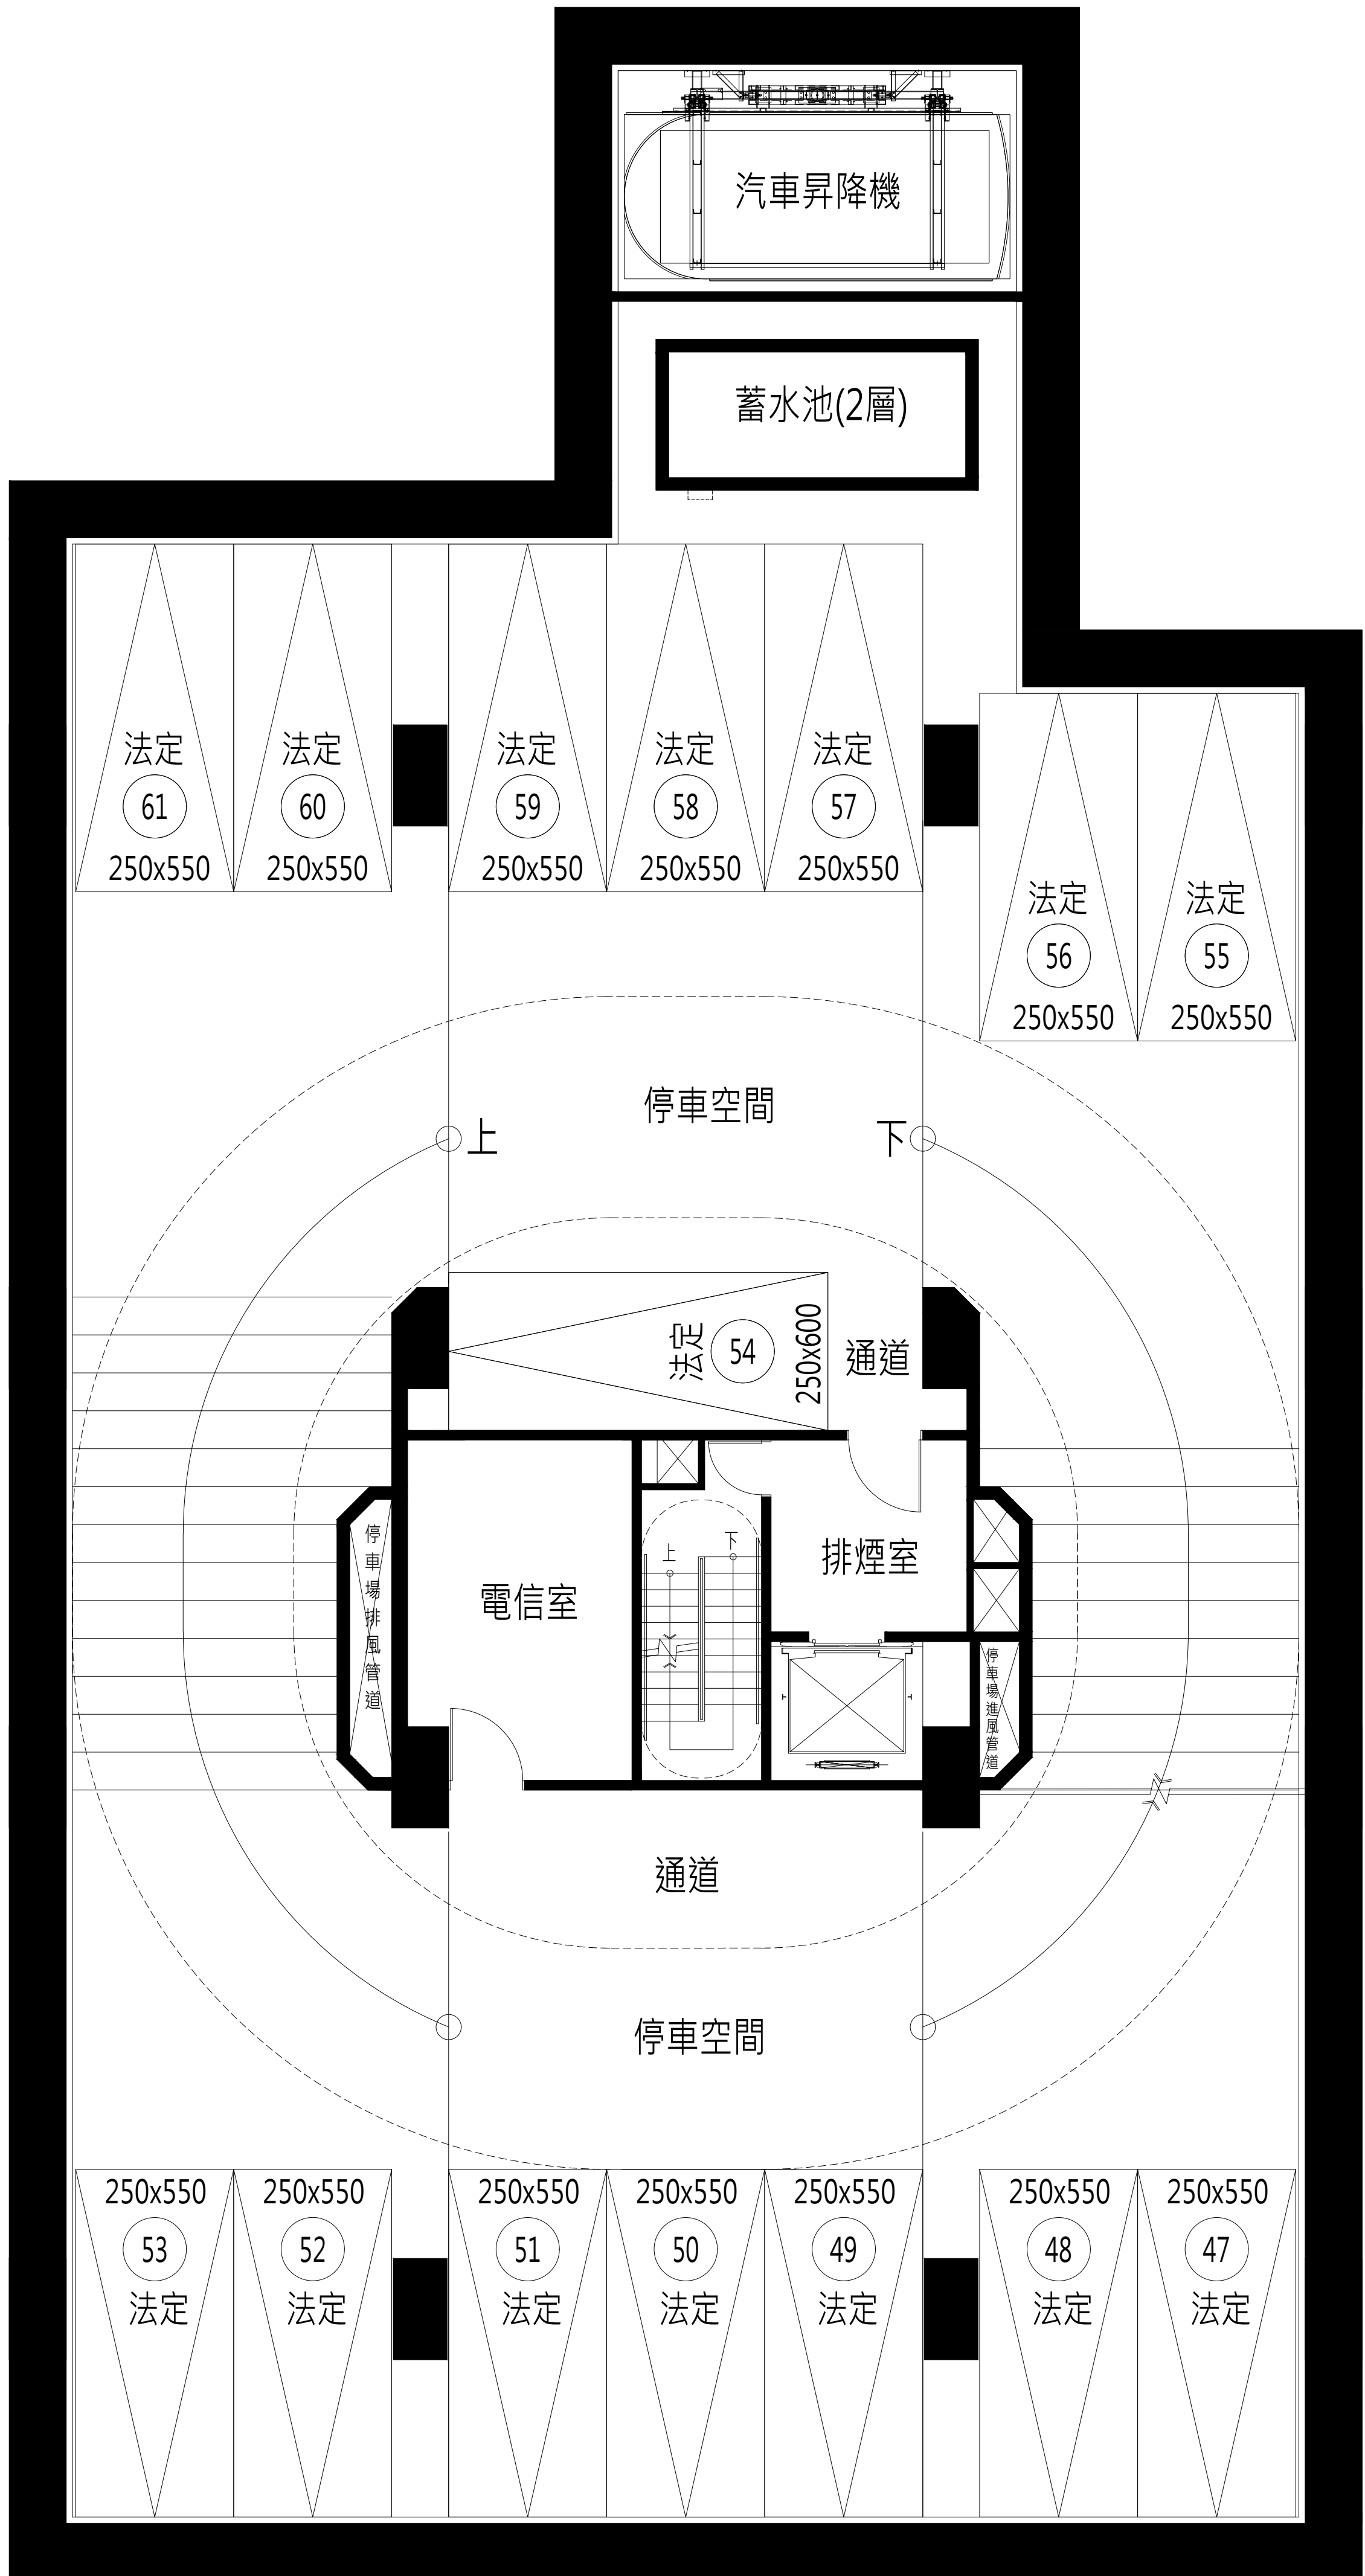 汽車昇降機
蓄水池(2層)
法定
61
250x550
法定
60
250x550
法定
59
250x550
法定
58
250x550
法定
57
250x550
法定
56
250x550
法定
55
250x550
停車空間
上
下
法定
54
250x600
通道
停車場排風管道
電信室
上
下
排煙室
停車場進風管道
通道
停車空間
250x550
53
法定
250x550
52
法定
250x550
51
法定
250x550
50
法定
250x550
49
法定
250x550
48
法定
250x550
47
法定